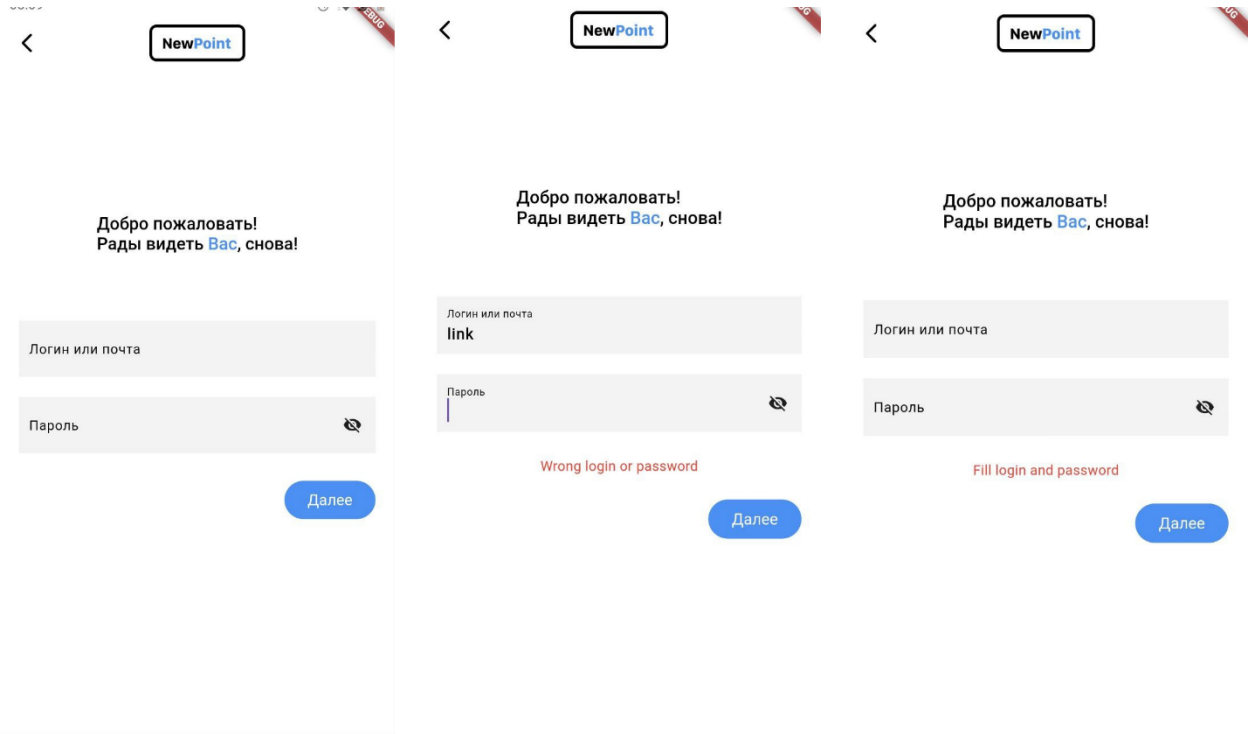 NewPoint
Добро пожаловать!
Рады видеть Вас, снова!
Логин или почта
Пароль
Далее
NewPoint
Добро пожаловать!
Рады видеть Вас, снова!
Логин или почта
link
Пароль
Wrong login or password
Далее
NewPoint
Добро пожаловать!
Рады видеть Вас, снова!
Логин или почта
Пароль
Fill login and password
Далее